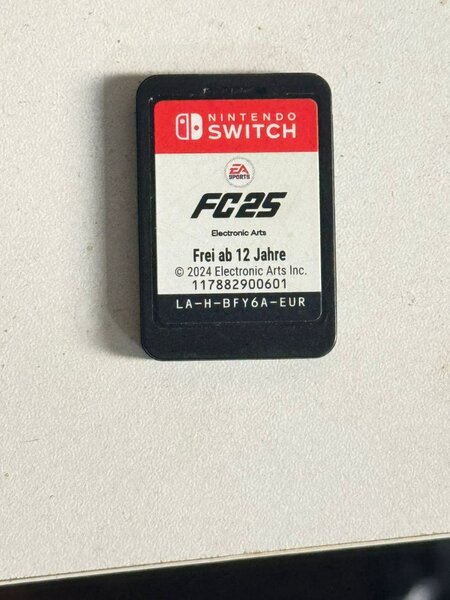 NINTENDO
SWITCH
EA
SPORTS
FC25
Electronic Arts
Frei ab 12 Jahre
© 2024 Electronic Arts Inc.
117882900601
LA-H-BFY6A-EUR